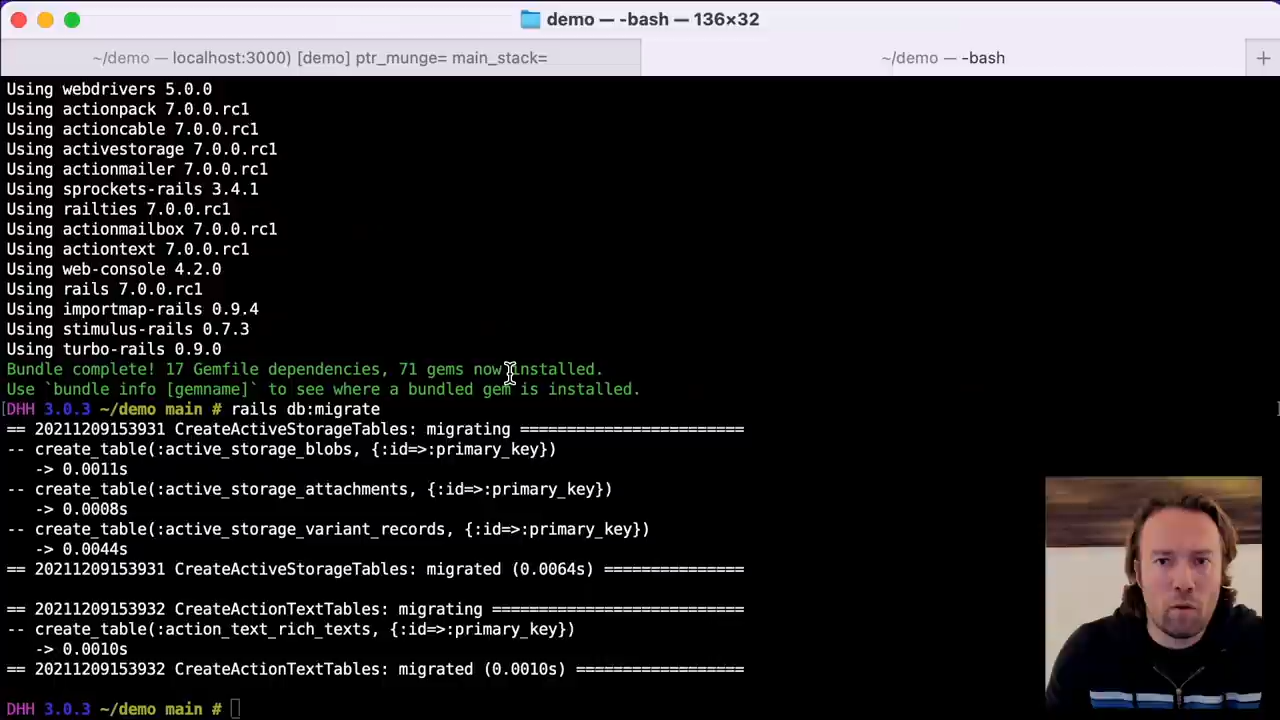 demo — -bash — 136×32
~/demo — localhost:3000) [demo] ptr_munge= main_stack=
~/demo — -bash
Using webdrivers 5.0.0
Using actionpack 7.0.0.rc1
Using actioncable 7.0.0.rc1
Using activestorage 7.0.0.rc1
Using actionmailer 7.0.0.rc1
Using sprockets-rails 3.4.1
Using railties 7.0.0.rc1
Using actionmailbox 7.0.0.rc1
Using actiontext 7.0.0.rc1
Using web-console 4.2.0
Using rails 7.0.0.rc1
Using importmap-rails 0.9.4
Using stimulus-rails 0.7.3
Using turbo-rails 0.9.0
Bundle complete! 17 Gemfile dependencies, 71 gems now installed.
Use `bundle info [gemname]` to see where a bundled gem is installed.
[DHH 3.0.3 ~/demo main # rails db:migrate
== 20211209153931 CreateActiveStorageTables: migrating ========================
-- create_table(:active_storage_blobs, {:id=>:primary_key})
-> 0.0011s
-- create_table(:active_storage_attachments, {:id=>:primary_key})
-> 0.0008s
-- create_table(:active_storage_variant_records, {:id=>:primary_key})
-> 0.0044s
== 20211209153931 CreateActiveStorageTables: migrated (0.0064s) ===============

== 20211209153932 CreateActionTextTables: migrating ===========================
-- create_table(:action_text_rich_texts, {:id=>:primary_key})
-> 0.0010s
== 20211209153932 CreateActionTextTables: migrated (0.0010s) ==================

DHH 3.0.3 ~/demo main #